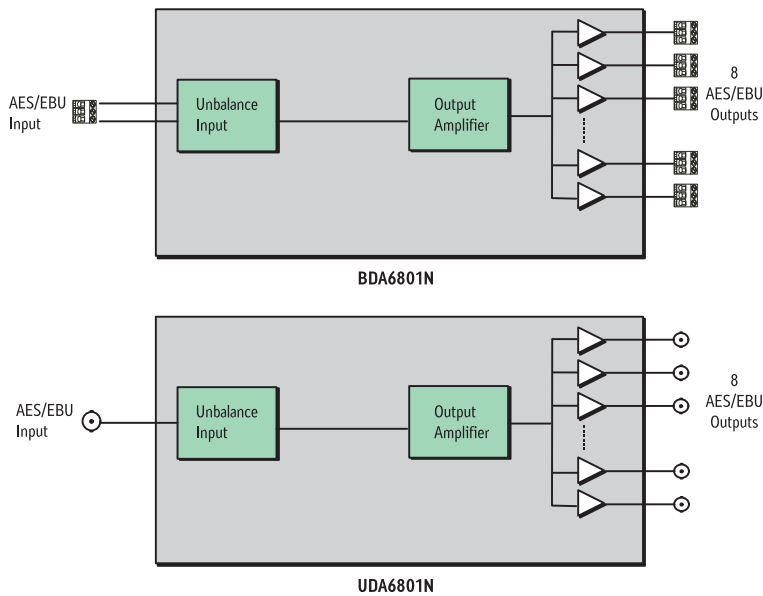 AES/EBU
Input
Unbalance
Input
Output
Amplifier
8
AES/EBU
Outputs
BDA6801N
AES/EBU
Input
Unbalance
Input
Output
Amplifier
8
AES/EBU
Outputs
UDA6801N